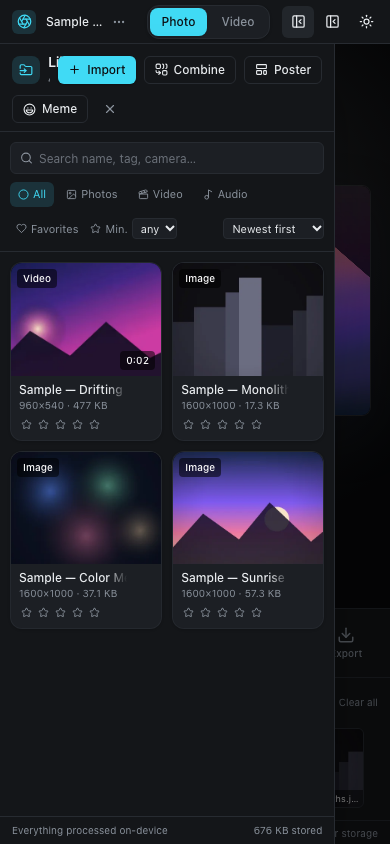 Sample ... ··· Photo Video
Li + Import Combine Poster
Meme
Search name, tag, camera...
All Photos Video Audio
Favorites Min. any Newest first
Video
0:02
Sample — Drifting
960×540 · 477 KB
Image
Sample — Monolit
1600×1000 · 17.3 KB
Image
Sample — Color M
1600×1000 · 37.1 KB
Image
Sample — Sunrise
1600×1000 · 57.3 KB
xport
Clear all
hs.j...
r storage
Everything processed on-device 676 KB stored